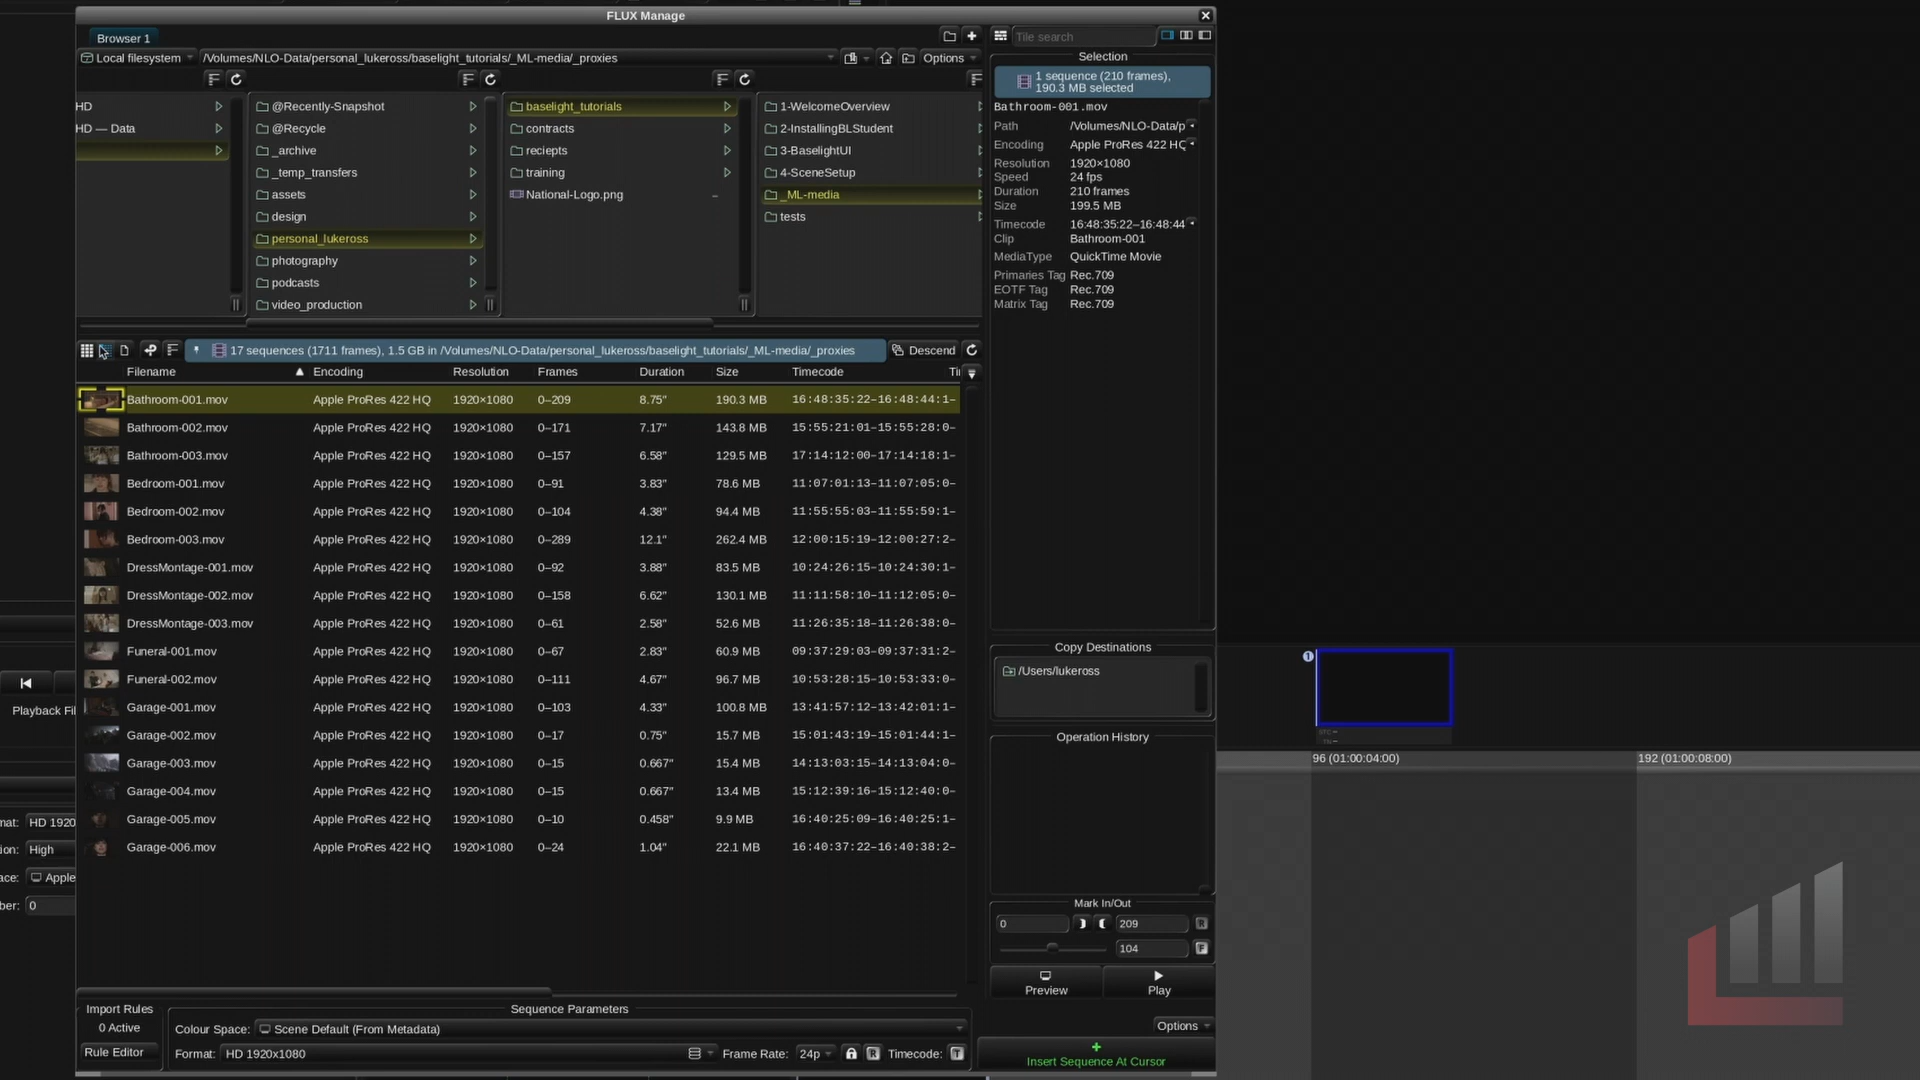 FLUX Manage
Browser 1
Local filesystem
/Volumes/NLO-Data/personal_lukeross/baselight_tutorials/_ML-media/_proxies
Options
Tile search
HD
HD — Data
@Recently-Snapshot
@Recycle
_archive
_temp_transfers
assets
design
personal_lukeross
photography
podcasts
video_production
baselight_tutorials
contracts
reciepts
training
National-Logo.png
1-WelcomeOverview
2-InstallingBLStudent
3-BaselightUI
4-SceneSetup
_ML-media
tests
Selection
1 sequence (210 frames),
190.3 MB selected
Bathroom-001.mov
Path /Volumes/NLO-Data/p
Encoding Apple ProRes 422 HQ
Resolution 1920×1080
Speed 24 fps
Duration 210 frames
Size 199.5 MB
Timecode 16:48:35:22–16:48:44
Clip Bathroom-001
MediaType QuickTime Movie
Primaries Tag Rec.709
EOTF Tag Rec.709
Matrix Tag Rec.709
17 sequences (1711 frames), 1.5 GB in /Volumes/NLO-Data/personal_lukeross/baselight_tutorials/_ML-media/_proxies
Descend
Filename Encoding Resolution Frames Duration Size Timecode Ti
Bathroom-001.mov Apple ProRes 422 HQ 1920×1080 0–209 8.75″ 190.3 MB 16:48:35:22–16:48:44:1–
Bathroom-002.mov Apple ProRes 422 HQ 1920×1080 0–171 7.17″ 143.8 MB 15:55:21:01–15:55:28:0–
Bathroom-003.mov Apple ProRes 422 HQ 1920×1080 0–157 6.58″ 129.5 MB 17:14:12:00–17:14:18:1–
Bedroom-001.mov Apple ProRes 422 HQ 1920×1080 0–91 3.83″ 78.6 MB 11:07:01:13–11:07:05:0–
Bedroom-002.mov Apple ProRes 422 HQ 1920×1080 0–104 4.38″ 94.4 MB 11:55:55:03–11:55:59:1–
Bedroom-003.mov Apple ProRes 422 HQ 1920×1080 0–289 12.1″ 262.4 MB 12:00:15:19–12:00:27:2–
DressMontage-001.mov Apple ProRes 422 HQ 1920×1080 0–92 3.88″ 83.5 MB 10:24:26:15–10:24:30:1–
DressMontage-002.mov Apple ProRes 422 HQ 1920×1080 0–158 6.62″ 130.1 MB 11:11:58:10–11:12:05:0–
DressMontage-003.mov Apple ProRes 422 HQ 1920×1080 0–61 2.58″ 52.6 MB 11:26:35:18–11:26:38:0–
Funeral-001.mov Apple ProRes 422 HQ 1920×1080 0–67 2.83″ 60.9 MB 09:37:29:03–09:37:31:2–
Funeral-002.mov Apple ProRes 422 HQ 1920×1080 0–111 4.67″ 96.7 MB 10:53:28:15–10:53:33:0–
Garage-001.mov Apple ProRes 422 HQ 1920×1080 0–103 4.33″ 100.8 MB 13:41:57:12–13:42:01:1–
Garage-002.mov Apple ProRes 422 HQ 1920×1080 0–17 0.75″ 15.7 MB 15:01:43:19–15:01:44:1–
Garage-003.mov Apple ProRes 422 HQ 1920×1080 0–15 0.667″ 15.4 MB 14:13:03:15–14:13:04:0–
Garage-004.mov Apple ProRes 422 HQ 1920×1080 0–15 0.667″ 13.4 MB 15:12:39:16–15:12:40:0–
Garage-005.mov Apple ProRes 422 HQ 1920×1080 0–10 0.458″ 9.9 MB 16:40:25:09–16:40:25:1–
Garage-006.mov Apple ProRes 422 HQ 1920×1080 0–24 1.04″ 22.1 MB 16:40:37:22–16:40:38:2–
Copy Destinations
/Users/lukeross
Operation History
Mark In/Out
0 209 R
104 F
Preview
Play
Import Rules
0 Active
Rule Editor
Sequence Parameters
Colour Space: Scene Default (From Metadata)
Format: HD 1920x1080
Frame Rate: 24p R Timecode: T
Options
Insert Sequence At Cursor
Playback Fil
mat: HD 1920
ion: High
ace: Apple
ber: 0
1
96 (01:00:04:00)
192 (01:00:08:00)